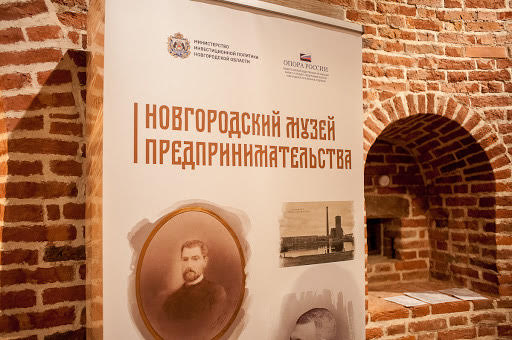 МИНИСТЕРСТВО
ИНВЕСТИЦИОННОЙ ПОЛИТИКИ
НОВГОРОДСКОЙ ОБЛАСТИ
ОПОРА РОССИИ
НОВГОРОДСКИЙ МУЗЕЙ
ПРЕДПРИНИМАТЕЛЬСТВА